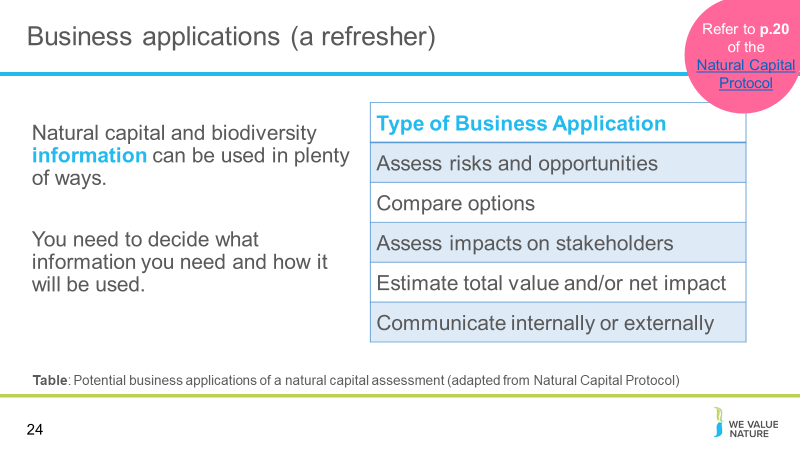 Business applications (a refresher)
Refer to p.20
of the
Natural Capital
Protocol
Natural capital and biodiversity
information can be used in plenty
of ways.
You need to decide what
information you need and how it
will be used.
Type of Business Application
Assess risks and opportunities
Compare options
Assess impacts on stakeholders
Estimate total value and/or net impact
Communicate internally or externally
Table: Potential business applications of a natural capital assessment (adapted from Natural Capital Protocol)
24
WE VALUE
NATURE